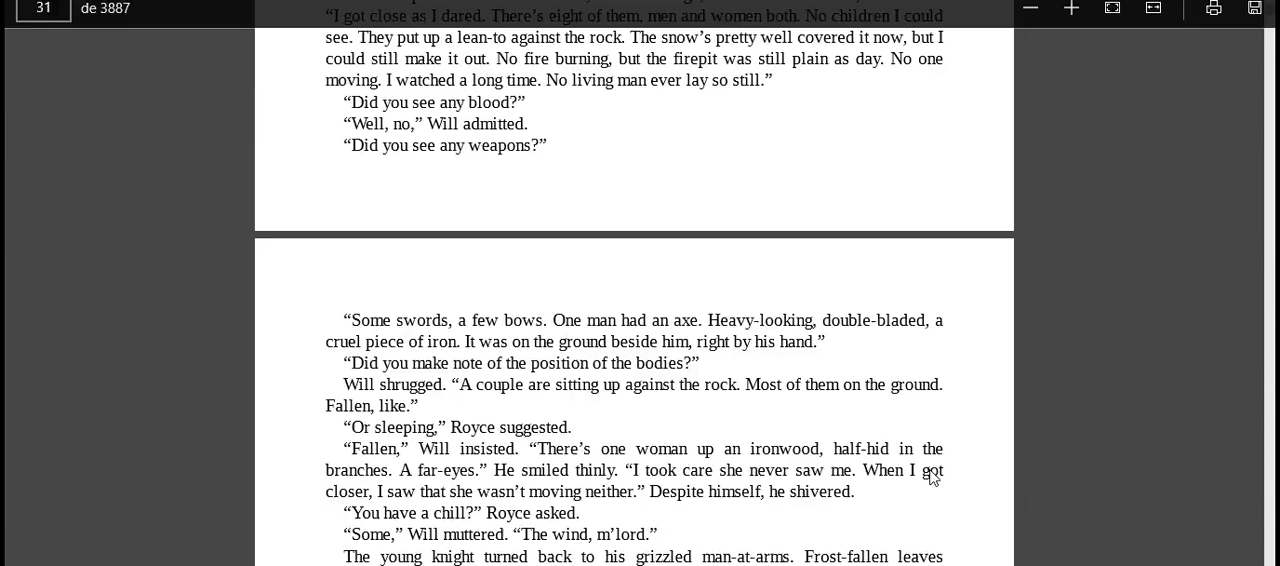 31 de 3887
“I got close as I dared. There’s eight of them, men and women both. No children I could
see. They put up a lean-to against the rock. The snow’s pretty well covered it now, but I
could still make it out. No fire burning, but the firepit was still plain as day. No one
moving. I watched a long time. No living man ever lay so still.”
“Did you see any blood?”
“Well, no,” Will admitted.
“Did you see any weapons?”
“Some swords, a few bows. One man had an axe. Heavy-looking, double-bladed, a
cruel piece of iron. It was on the ground beside him, right by his hand.”
“Did you make note of the position of the bodies?”
Will shrugged. “A couple are sitting up against the rock. Most of them on the ground.
Fallen, like.”
“Or sleeping,” Royce suggested.
“Fallen,” Will insisted. “There’s one woman up an ironwood, half-hid in the
branches. A far-eyes.” He smiled thinly. “I took care she never saw me. When I got
closer, I saw that she wasn’t moving neither.” Despite himself, he shivered.
“You have a chill?” Royce asked.
“Some,” Will muttered. “The wind, m’lord.”
The young knight turned back to his grizzled man-at-arms. Frost-fallen leaves